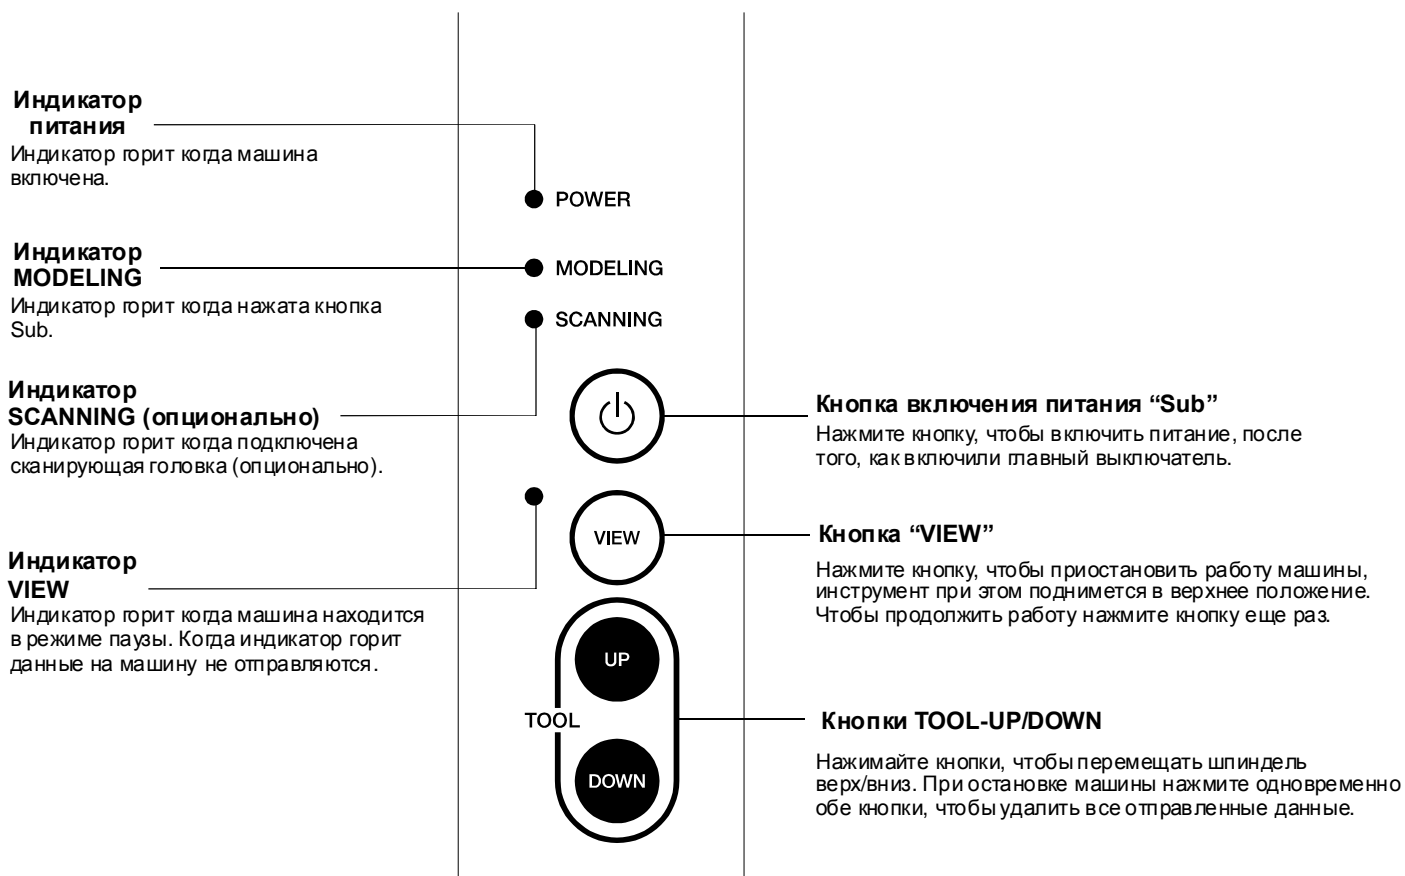 Индикатор
питания
Индикатор горит когда машина
включена.
Индикатор
MODELING
Индикатор горит когда нажата кнопка
Sub.
Индикатор
SCANNING (опционально)
Индикатор горит когда подключена
сканирующая головка (опционально).
Индикатор
VIEW
Индикатор горит когда машина находится
в режиме паузы. Когда индикатор горит
данные на машину не отправляются.
POWER
MODELING
SCANNING
VIEW
UP
TOOL
DOWN
Кнопка включения питания “Sub”
Нажмите кнопку, чтобы включить питание, после
того, как включили главный выключатель.
Кнопка “VIEW”
Нажмите кнопку, чтобы приостановить работу машины,
инструмент при этом поднимется в верхнее положение.
Чтобы продолжить работу нажмите кнопку еще раз.
Кнопки TOOL-UP/DOWN
Нажимайте кнопки, чтобы перемещать шпиндель
верх/вниз. При остановке машины нажмите одновременно
обе кнопки, чтобы удалить все отправленные данные.